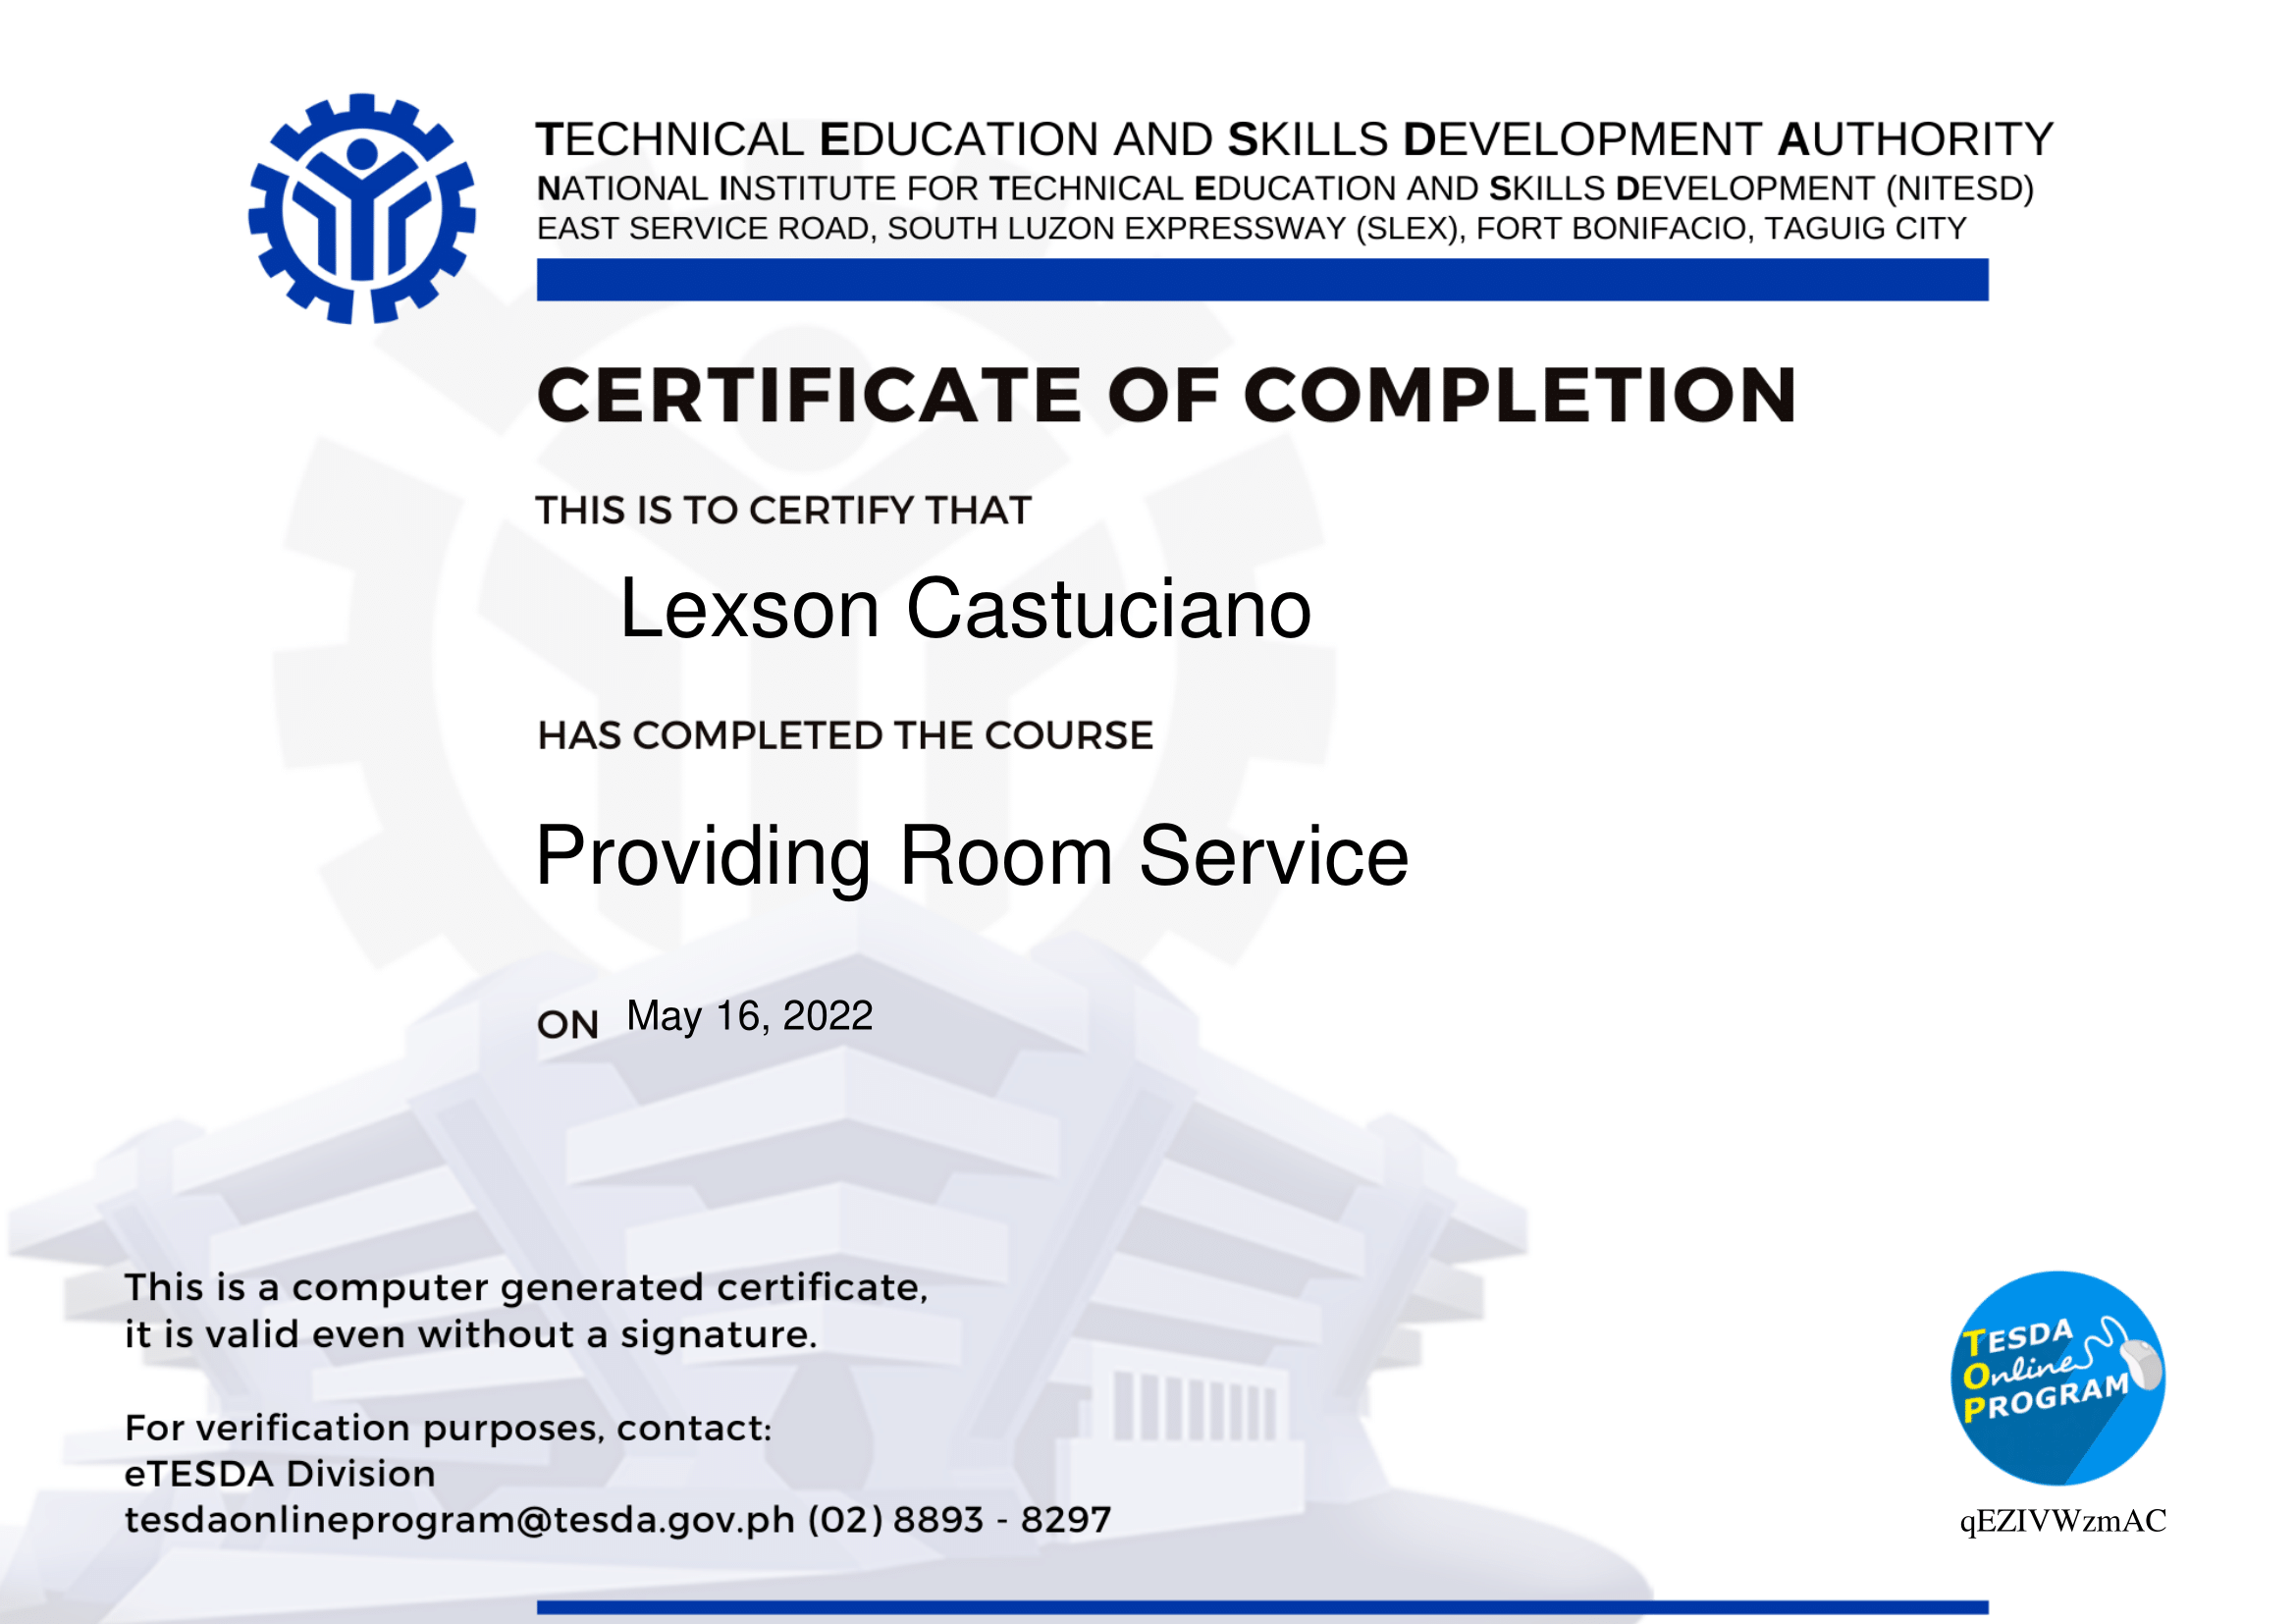 TECHNICAL EDUCATION AND SKILLS DEVELOPMENT AUTHORITY
NATIONAL INSTITUTE FOR TECHNICAL EDUCATION AND SKILLS DEVELOPMENT (NITESD)
EAST SERVICE ROAD, SOUTH LUZON EXPRESSWAY (SLEX), FORT BONIFACIO, TAGUIG CITY
CERTIFICATE OF COMPLETION
THIS IS TO CERTIFY THAT
Lexson Castuciano
HAS COMPLETED THE COURSE
Providing Room Service
ON May 16, 2022
This is a computer generated certificate,
it is valid even without a signature.
For verification purposes, contact:
eTESDA Division
tesdaonlineprogram@tesda.gov.ph (02) 8893 - 8297
TESDA
Online
PROGRAM
qEZIVWzmAC